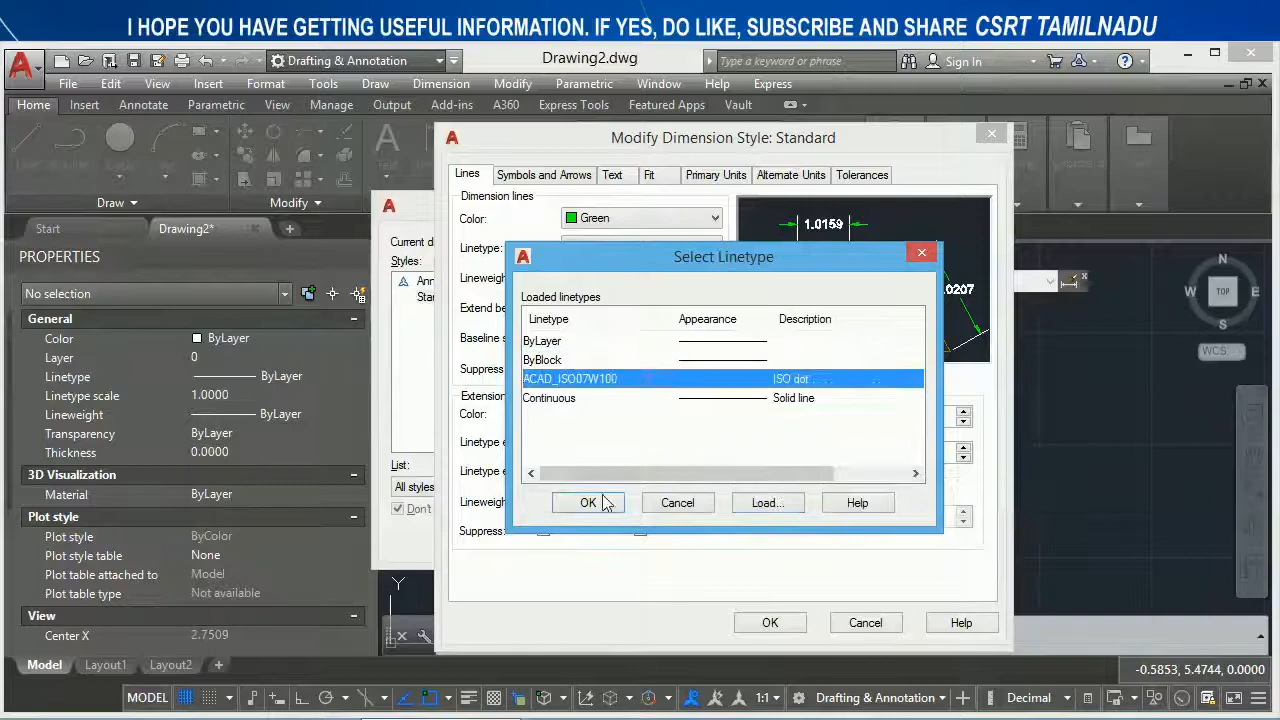 I HOPE YOU HAVE GETTING USEFUL INFORMATION. IF YES, DO LIKE, SUBSCRIBE AND SHARE CSRT TAMILNADU
Drafting & Annotation
Drawing2.dwg
Type a keyword or phrase
Sign In
File Edit View Insert Format Tools Draw Dimension Modify Parametric Window Help Express
Home Insert Annotate Parametric View Manage Output Add-ins A360 Express Tools Featured Apps Vault
Draw
Modify
Start
Drawing2*
PROPERTIES
No selection
General
Color ByLayer
Layer 0
Linetype ByLayer
Linetype scale 1.0000
Lineweight ByLayer
Transparency ByLayer
Thickness 0.0000
3D Visualization
Material ByLayer
Plot style
Plot style ByColor
Plot style table None
Plot table attached to Model
Plot table type Not available
View
Center X 2.7509
Current d
Styles:
Ann
Star
List:
All styles
Don't
Modify Dimension Style: Standard
Lines Symbols and Arrows Text Fit Primary Units Alternate Units Tolerances
Dimension lines
Color: Green
Linetype:
Lineweigh
Extend be
Baseline s
Suppress
Extension
Color:
Linetype e
Linetype e
Lineweigh
Suppress:
1.0159
.0207
OK Cancel Help
Select Linetype
Loaded linetypes
Linetype Appearance Description
ByLayer
ByBlock
ACAD_ISO07W100 ISO dot . . . . .
Continuous Solid line
OK Cancel Load... Help
N
W TOP E
S
WCS
Y
Model Layout1 Layout2 +
-0.5853, 5.4744, 0.0000
MODEL
1:1
Drafting & Annotation
Decimal